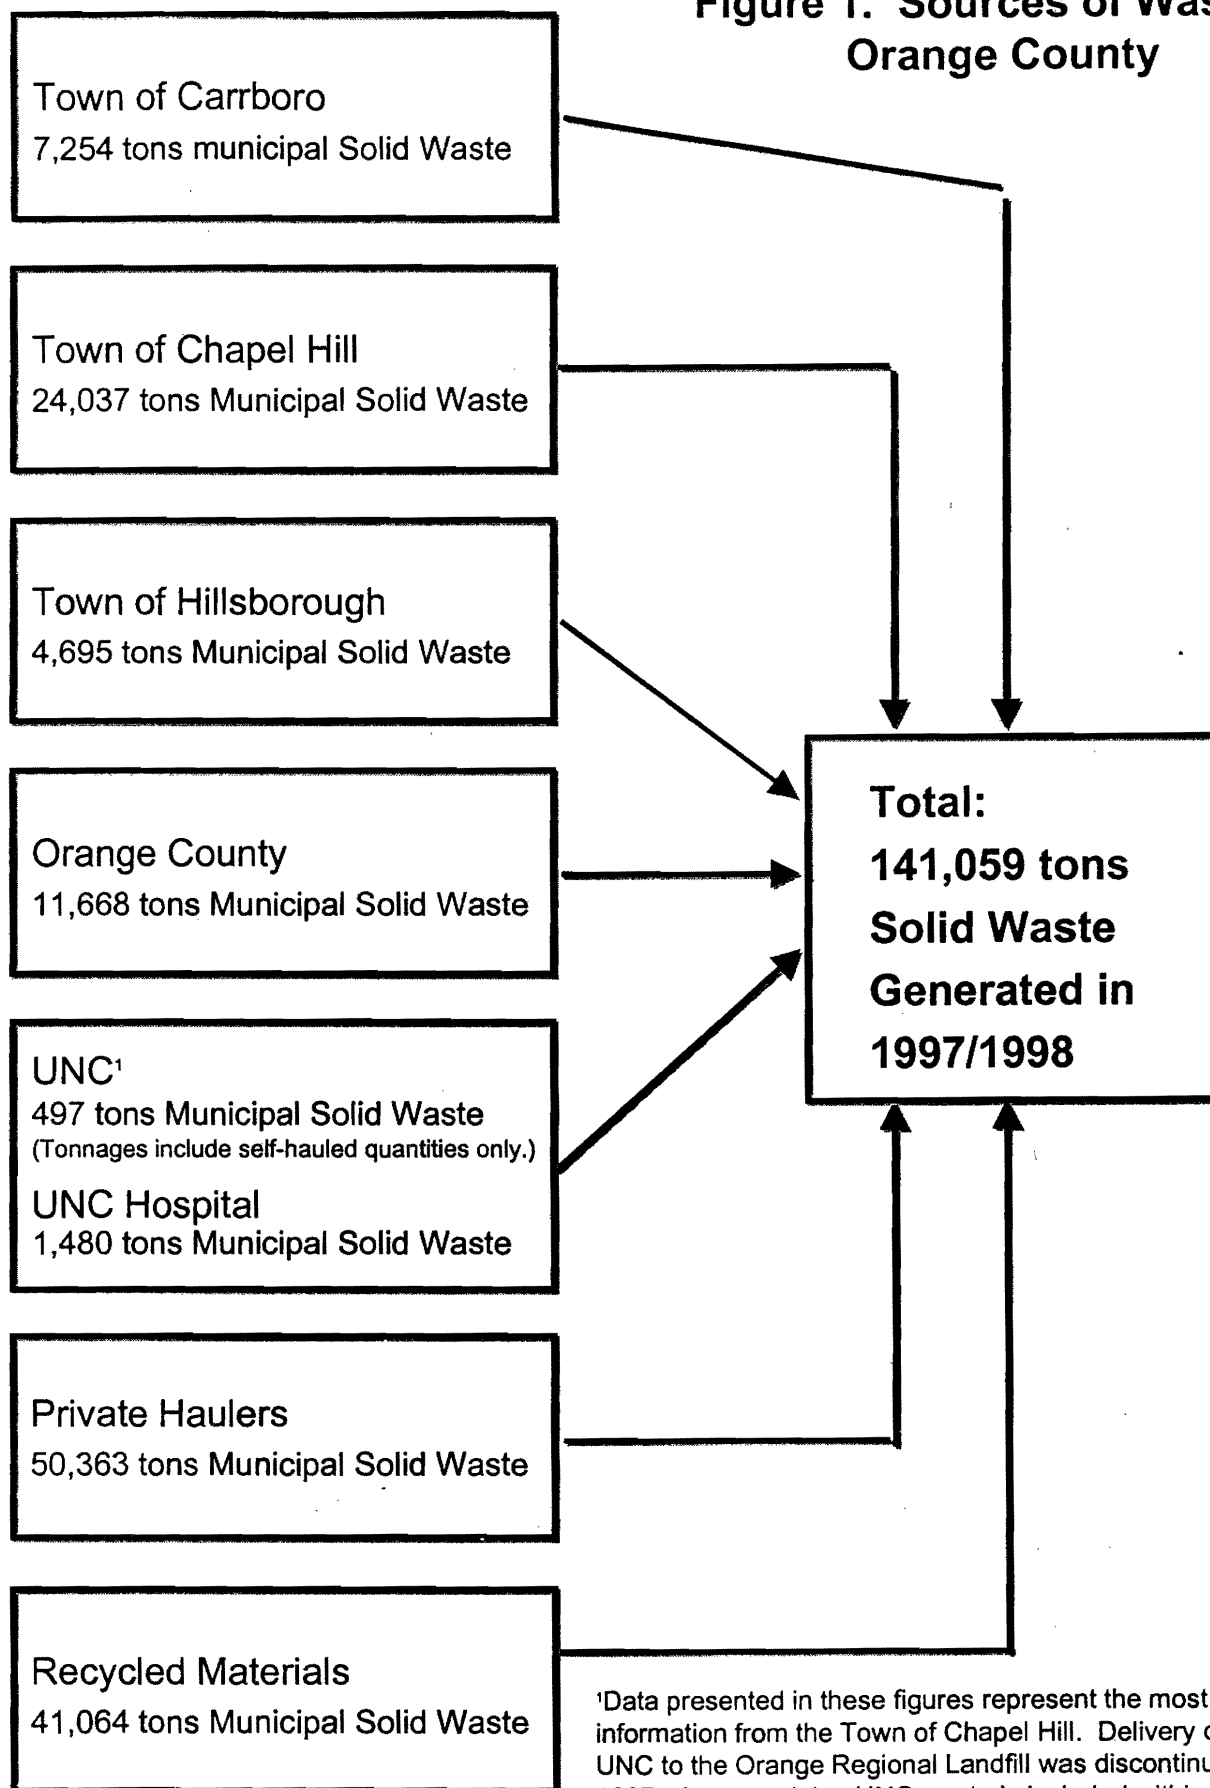 Figure 1. Sources of
Orange County
Town of Carrboro
7,254 tons municipal Solid Waste
Town of Chapel Hill
24,037 tons Municipal Solid Waste
Town of Hillsborough
4,695 tons Municipal Solid Waste
Orange County
11,668 tons Municipal Solid Waste
UNC¹
497 tons Municipal Solid Waste
(Tonnages include self-hauled quantities only.)
UNC Hospital
1,480 tons Municipal Solid Waste
Private Haulers
50,363 tons Municipal Solid Waste
Recycled Materials
41,064 tons Municipal Solid Waste
Total:
141,059 tons
Solid Waste
Generated in
1997/1998
¹Data presented in these figures represent the most
information from the Town of Chapel Hill. Delivery
UNC to the Orange Regional Landfill was